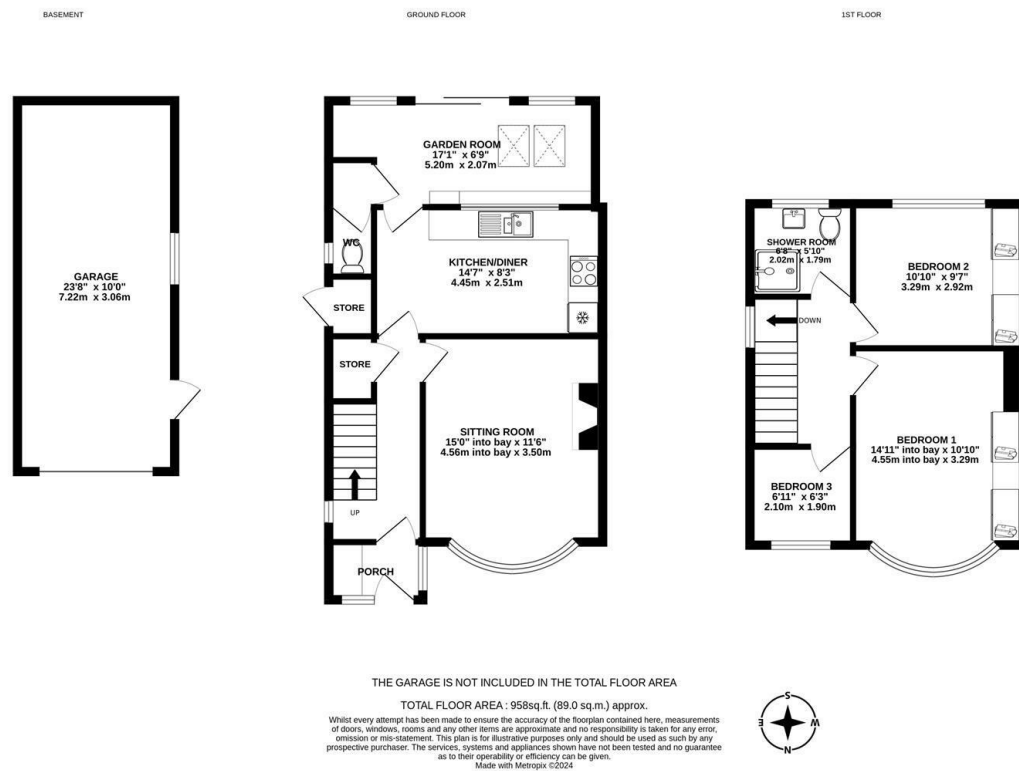 BASEMENT
GROUND FLOOR
1ST FLOOR
GARAGE
23'8" x 10'0"
7.22m x 3.06m
GARDEN ROOM
17'1" x 6'9"
5.20m x 2.07m
WC
KITCHEN/DINER
14'7" x 8'3"
4.45m x 2.51m
STORE
STORE
SITTING ROOM
15'0" into bay x 11'6"
4.56m into bay x 3.50m
UP
PORCH
SHOWER ROOM
6'8" x 5'10"
2.02m x 1.79m
BEDROOM 2
10'10" x 9'7"
3.29m x 2.92m
DOWN
BEDROOM 1
14'11" into bay x 10'10"
4.55m into bay x 3.29m
BEDROOM 3
6'11" x 6'3"
2.10m x 1.90m
THE GARAGE IS NOT INCLUDED IN THE TOTAL FLOOR AREA
TOTAL FLOOR AREA : 958sq.ft. (89.0 sq.m.) approx.
Whilst every attempt has been made to ensure the accuracy of the floorplan contained here, measurements
of doors, windows, rooms and any other items are approximate and no responsibility is taken for any error,
omission or mis-statement. This plan is for illustrative purposes only and should be used as such by any
prospective purchaser. The services, systems and appliances shown have not been tested and no guarantee
as to their operability or efficiency can be given.
Made with Metropix ©2024
S
E
W
N